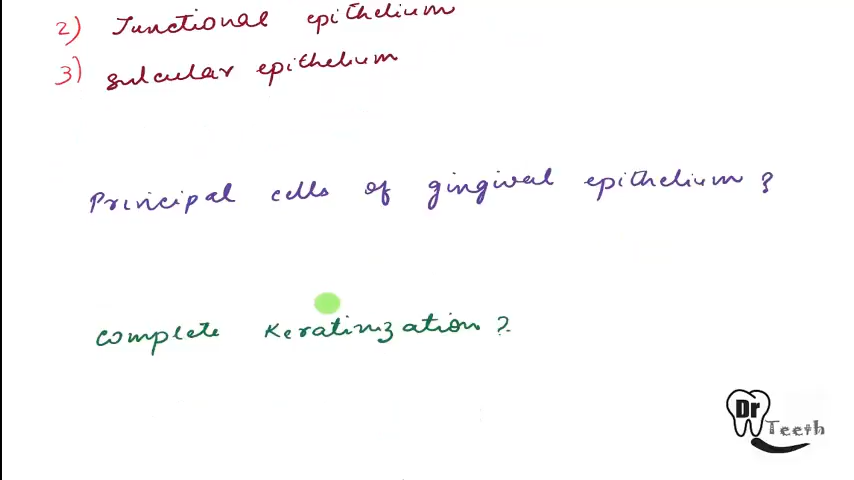 2) Junctional epithelium
3) sulcular epithelium
Principal cells of gingival epithelium ?
Complete Keratinization ?
Dr
Teeth